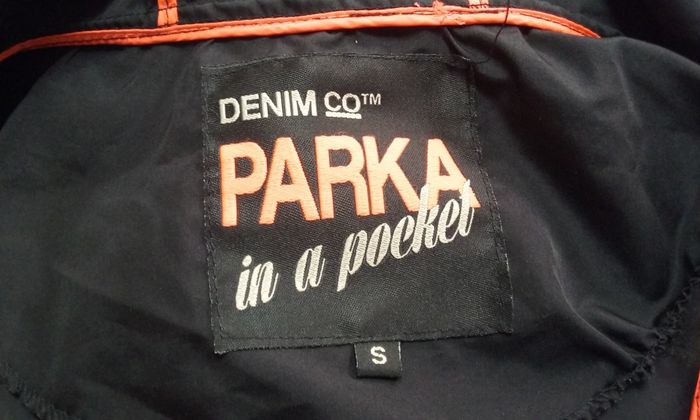 DENIM CO™
PARKA
in a pocket
S